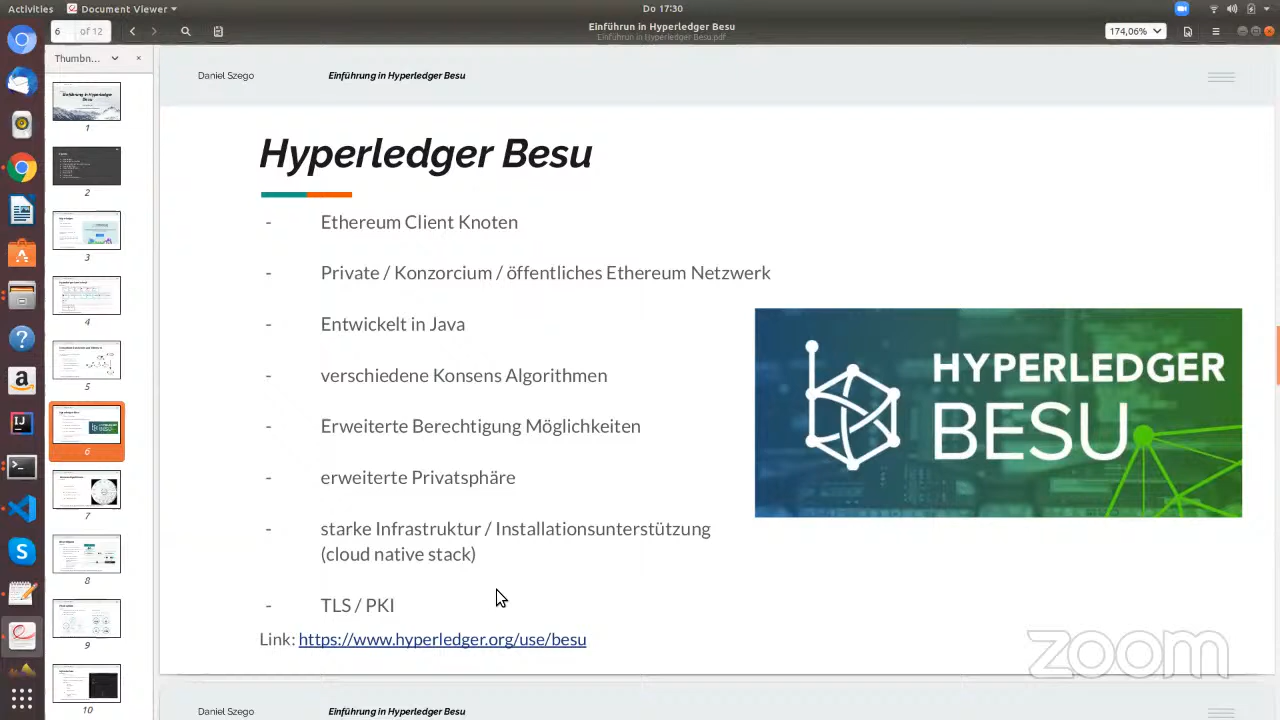 Activities
Document Viewer
Do 17:30
6 of 12
Einführun in Hyperledger Besu
Einführun in Hyperledger Besu.pdf
174,06%
Thumbn...
1
2
3
4
5
6
7
8
9
10
Daniel Szego
Einführung in Hyperledger Besu
Hyperledger Besu
- Ethereum Client Knoten
- Private / Konzorcium / öffentliches Ethereum Netzwerk
- Entwickelt in Java
- verschiedene Konsens Algorithmen
- Erweiterte Berechtigung Möglichkeiten
- erweiterte Privatsphäre
- starke Infrastruktur / Installationsunterstützung
(cloud native stack)
- TLS / PKI
Link: https://www.hyperledger.org/use/besu
HYPERLEDGER
BESU
zoom
Daniel Szego
Einführung in Hyperledger Besu